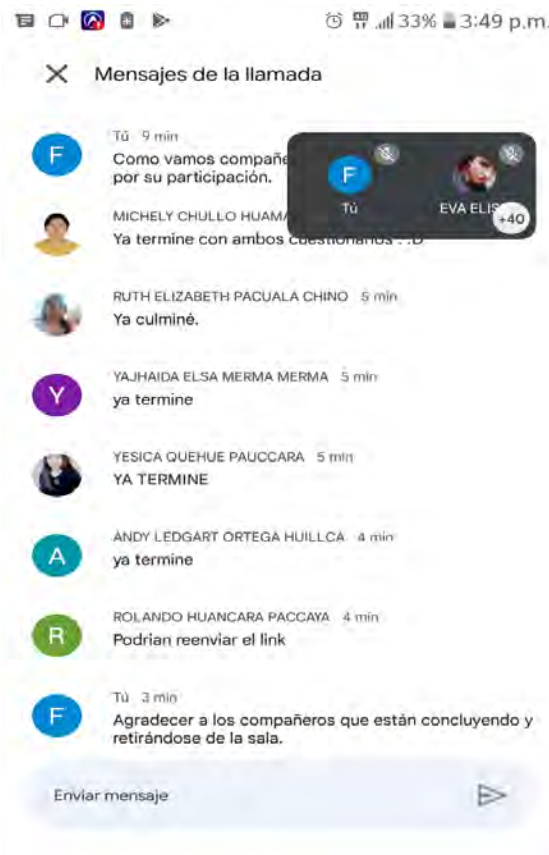 33% 3:49 p.m.
Mensajes de la llamada
Tú 9 min
F
Como vamos compañe
por su participación.
F
Tú
EVA ELIS
+40
MICHELY CHULLO HUAMA
Ya termine con ambos cuestionarios . :D
RUTH ELIZABETH PACUALA CHINO 5 min
Ya culminé.
YAJHAIDA ELSA MERMA MERMA 5 min
Y
ya termine
YESICA QUEHUE PAUCCARA 5 min
YA TERMINE
ANDY LEDGART ORTEGA HUILLCA 4 min
A
ya termine
ROLANDO HUANCARA PACCAYA 4 min
R
Podrian reenviar el link
Tú 3 min
F
Agradecer a los compañeros que están concluyendo y
retirándose de la sala.
Enviar mensaje